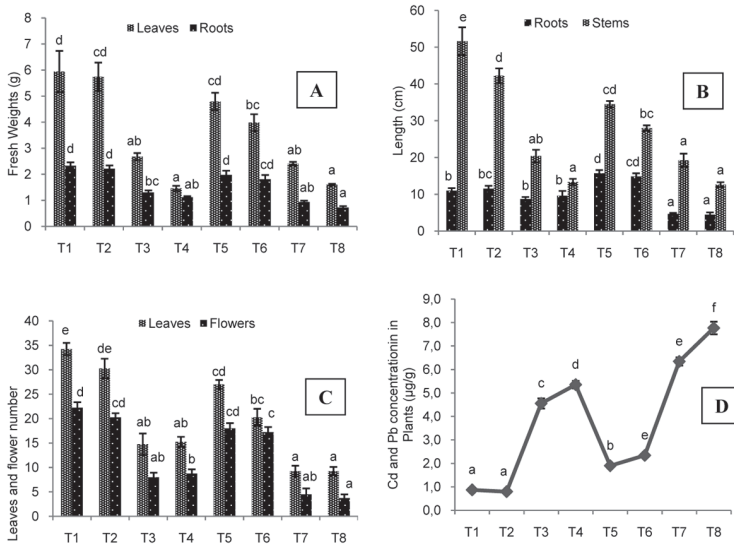 Leaves Roots
A
Fresh Weights (g)
8
7
6
5
4
3
2
1
0
d cd ab a cd bc ab a
d d bc ab d cd ab a
T1 T2 T3 T4 T5 T6 T7 T8
Roots Stems
B
Length (cm)
60
50
40
30
20
10
0
e d ab a cd bc a a
b bc b b d cd a a
T1 T2 T3 T4 T5 T6 T7 T8
Leaves Flowers
C
Leaves and flower number
40
35
30
25
20
15
10
5
0
e de ab ab cd bc a a
d cd ab b cd c ab a
T1 T2 T3 T4 T5 T6 T7 T8
D
Cd and Pb concentrationin in
Plants (µg/g)
9,0
8,0
7,0
6,0
5,0
4,0
3,0
2,0
1,0
0,0
a a c d b e e f
T1 T2 T3 T4 T5 T6 T7 T8